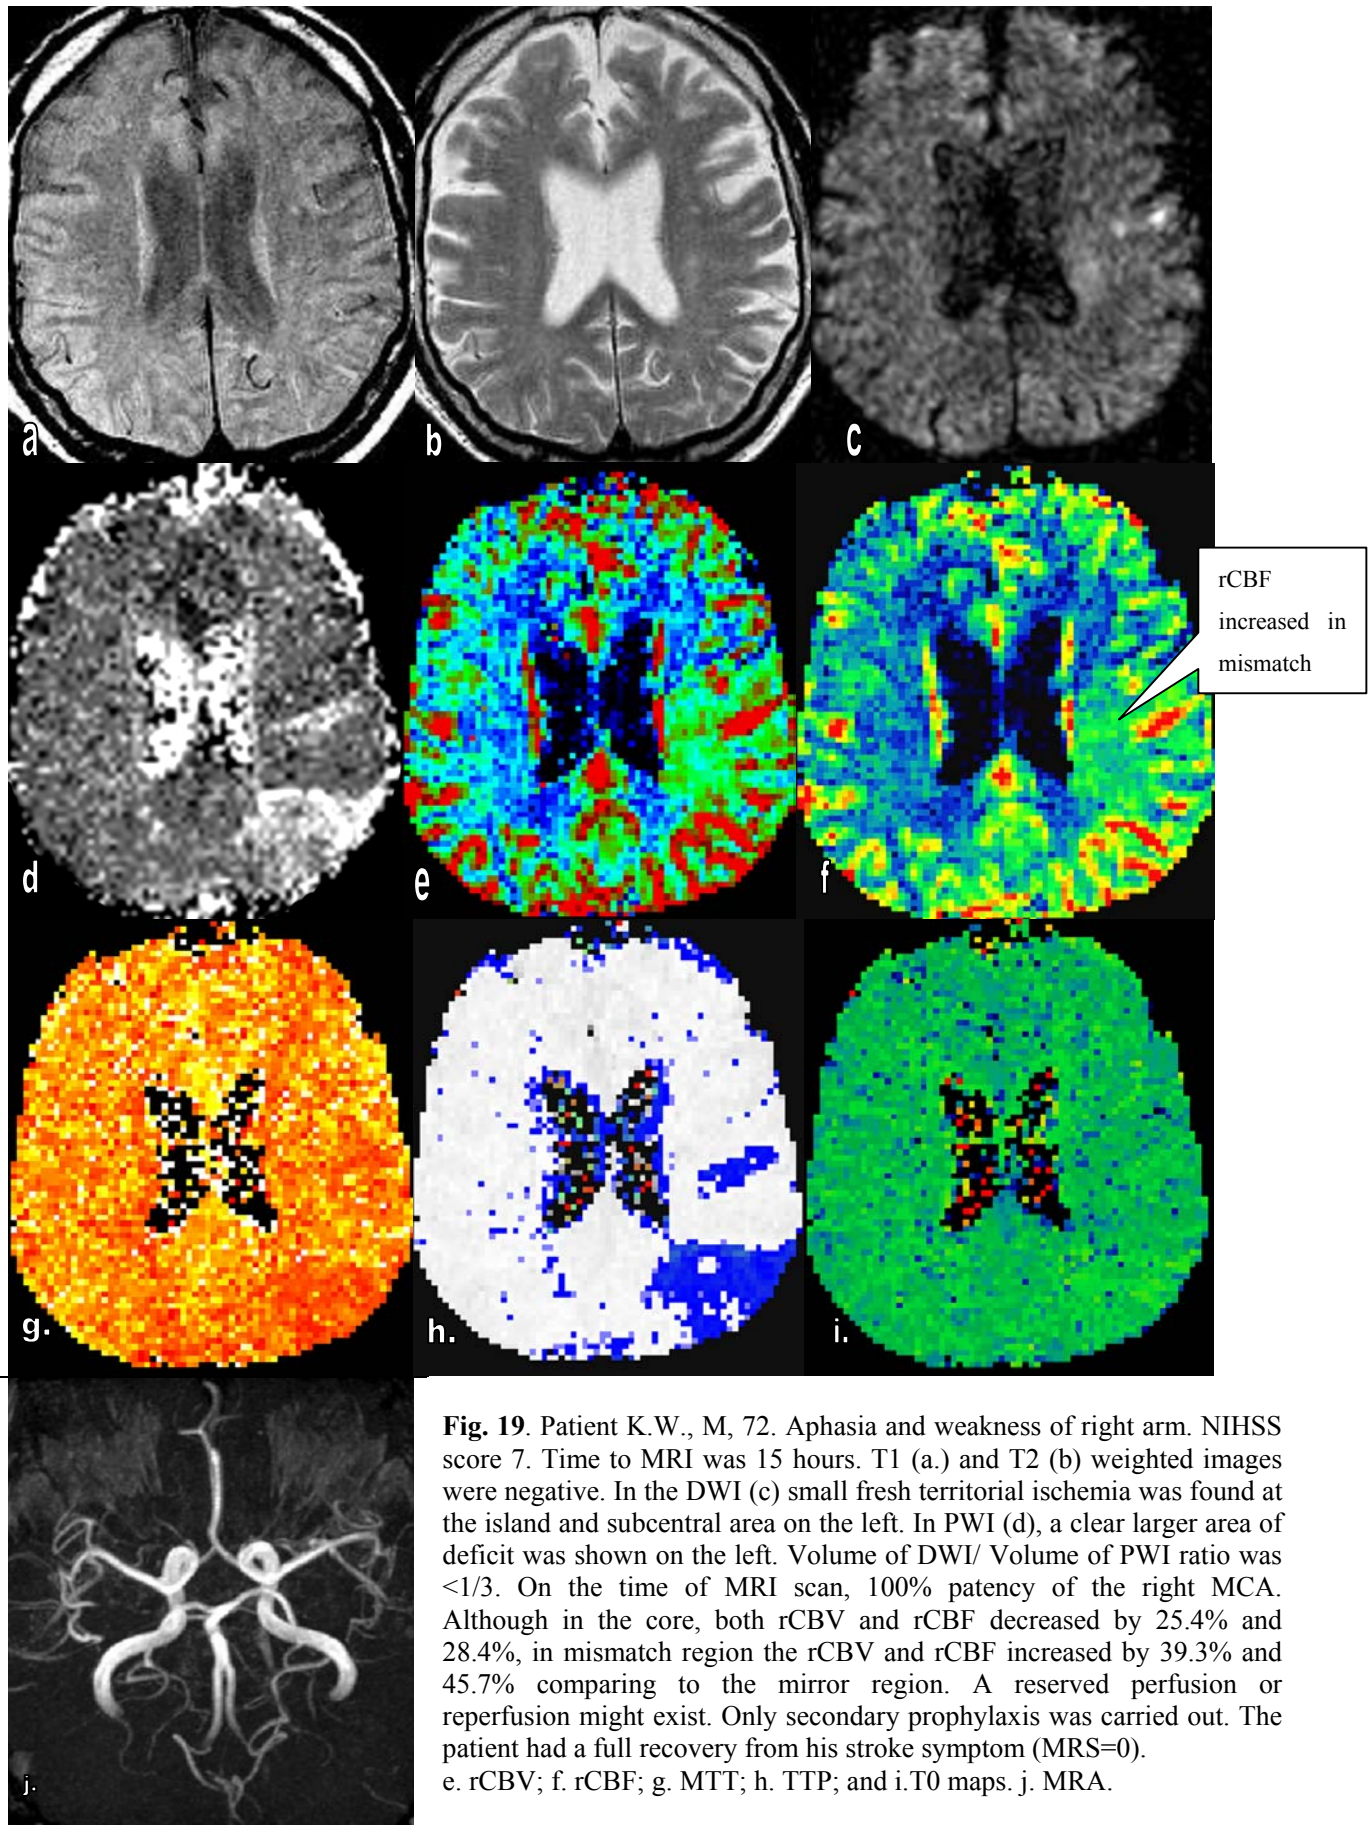 a
b
c
d
e
f
rCBF
increased in
mismatch
g.
h.
i.
j.
Fig. 19. Patient K.W., M, 72. Aphasia and weakness of right arm. NIHSS
score 7. Time to MRI was 15 hours. T1 (a.) and T2 (b) weighted images
were negative. In the DWI (c) small fresh territorial ischemia was found at
the island and subcentral area on the left. In PWI (d), a clear larger area of
deficit was shown on the left. Volume of DWI/ Volume of PWI ratio was
<1/3. On the time of MRI scan, 100% patency of the right MCA.
Although in the core, both rCBV and rCBF decreased by 25.4% and
28.4%, in mismatch region the rCBV and rCBF increased by 39.3% and
45.7% comparing to the mirror region. A reserved perfusion or
reperfusion might exist. Only secondary prophylaxis was carried out. The
patient had a full recovery from his stroke symptom (MRS=0).
e. rCBV; f. rCBF; g. MTT; h. TTP; and i.T0 maps. j. MRA.